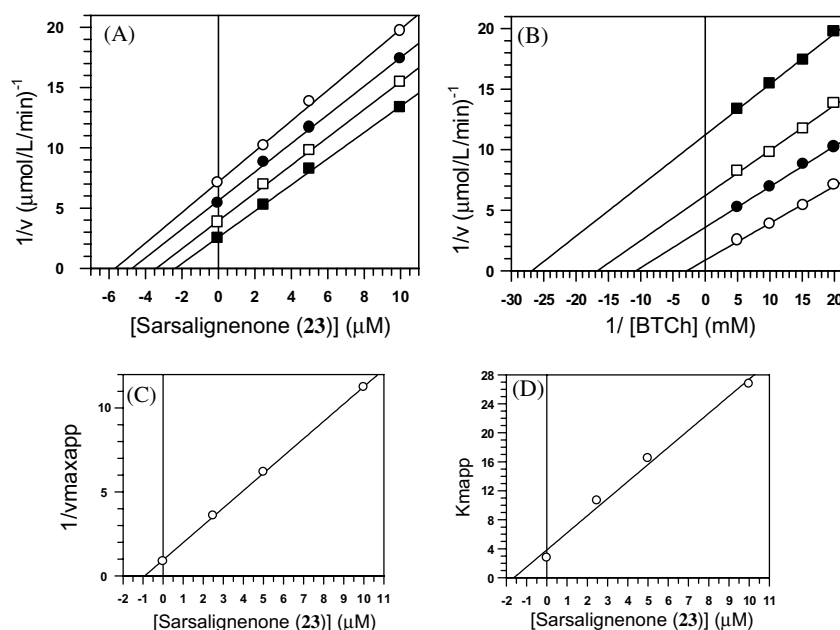 (A)
1/v (µmol/L/min)⁻¹
20
15
10
5
0
-6 -4 -2 0 2 4 6 8 10
[Sarsalignenone (23)] (µM)
(B)
1/v (µmol/L/min)⁻¹
20
15
10
5
0
-30 -25 -20 -15 -10 -5 0 5 10 15 20
1/ [BTCh] (mM)
(C)
1/vmaxapp
10
5
0
-2 -1 0 1 2 3 4 5 6 7 8 9 10 11
[Sarsalignenone (23)] (µM)
(D)
Kmapp
28
24
20
16
12
8
4
0
-2 -1 0 1 2 3 4 5 6 7 8 9 10 11
[Sarsalignenone (23)] (µM)